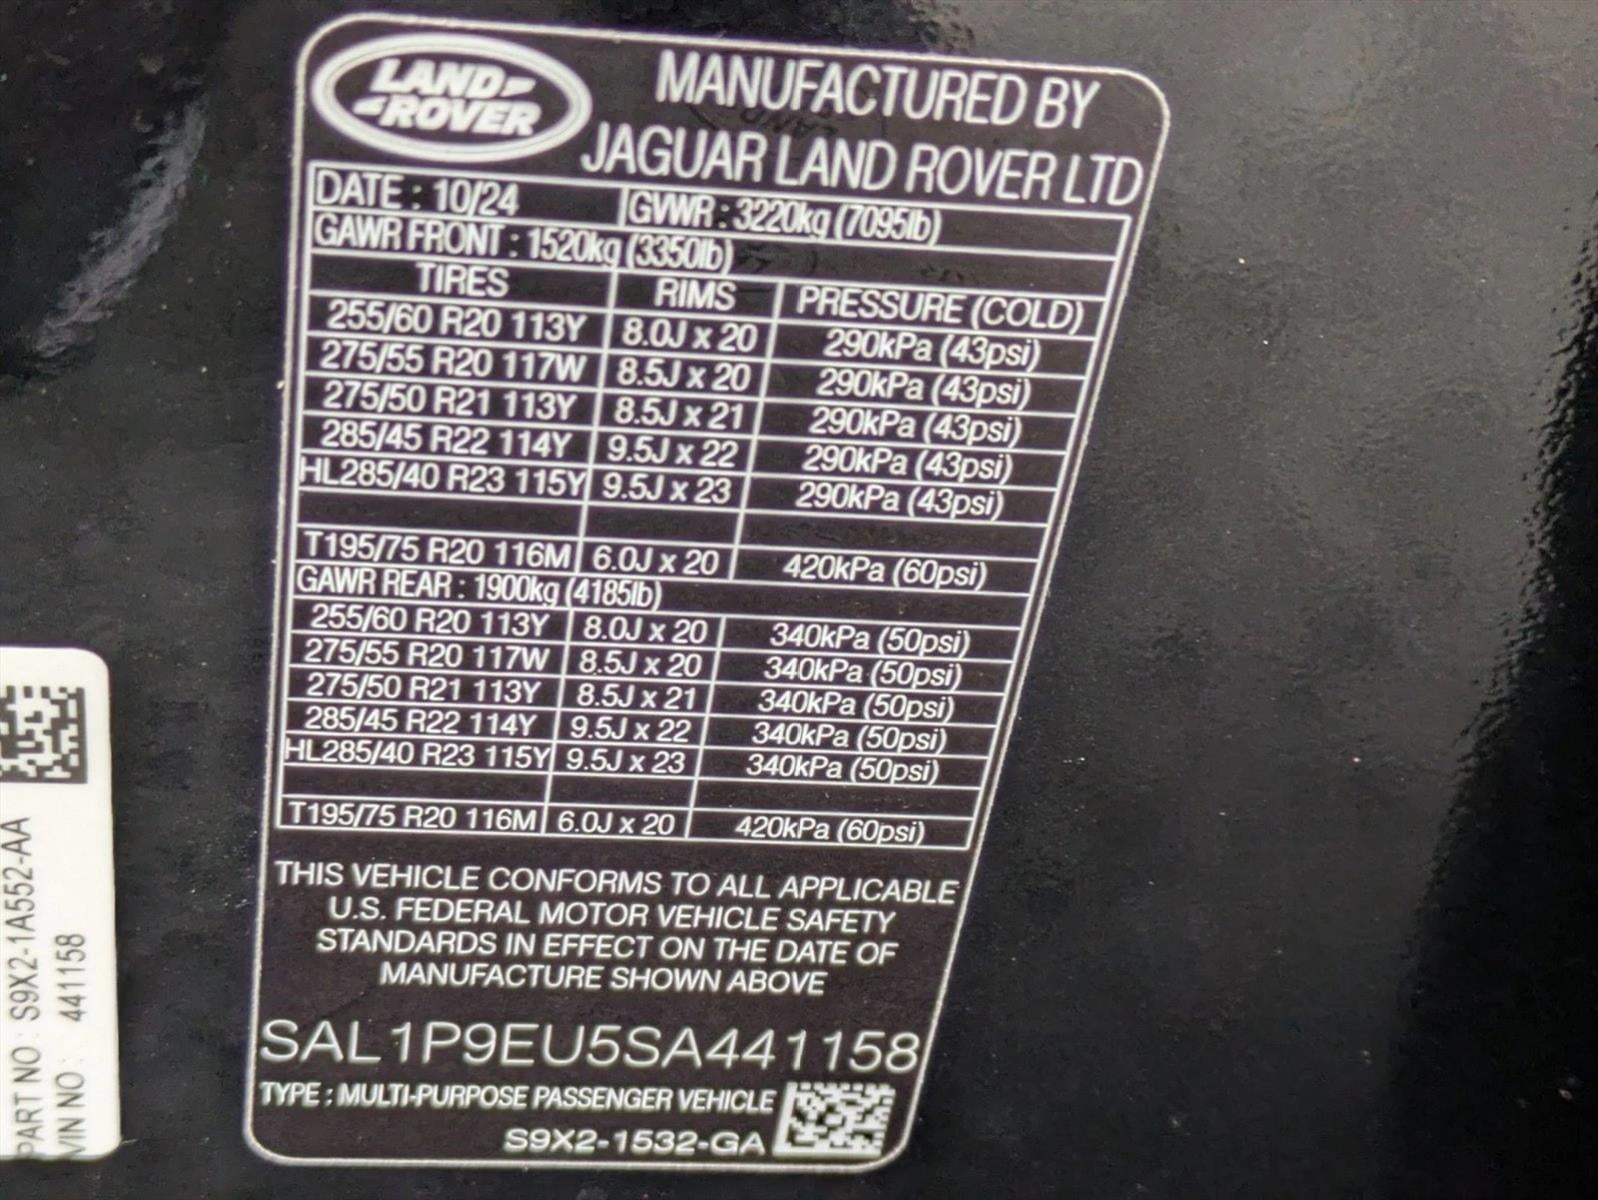 LAND
ROVER
MANUFACTURED BY
JAGUAR LAND ROVER LTD
DATE : 10/24 GVWR : 3220kg (7095lb)
GAWR FRONT : 1520kg (3350lb)
TIRES RIMS PRESSURE (COLD)
255/60 R20 113Y 8.0J x 20 290kPa (43psi)
275/55 R20 117W 8.5J x 20 290kPa (43psi)
275/50 R21 113Y 8.5J x 21 290kPa (43psi)
285/45 R22 114Y 9.5J x 22 290kPa (43psi)
HL285/40 R23 115Y 9.5J x 23 290kPa (43psi)
T195/75 R20 116M 6.0J x 20 420kPa (60psi)
GAWR REAR : 1900kg (4185lb)
255/60 R20 113Y 8.0J x 20 340kPa (50psi)
275/55 R20 117W 8.5J x 20 340kPa (50psi)
275/50 R21 113Y 8.5J x 21 340kPa (50psi)
285/45 R22 114Y 9.5J x 22 340kPa (50psi)
HL285/40 R23 115Y 9.5J x 23 340kPa (50psi)
T195/75 R20 116M 6.0J x 20 420kPa (60psi)
THIS VEHICLE CONFORMS TO ALL APPLICABLE
U.S. FEDERAL MOTOR VEHICLE SAFETY
STANDARDS IN EFFECT ON THE DATE OF
MANUFACTURE SHOWN ABOVE
SAL1P9EU5SA441158
TYPE : MULTI-PURPOSE PASSENGER VEHICLE
S9X2-1532-GA
PART NO : S9X2-1A552-AA
VIN NO : 441158